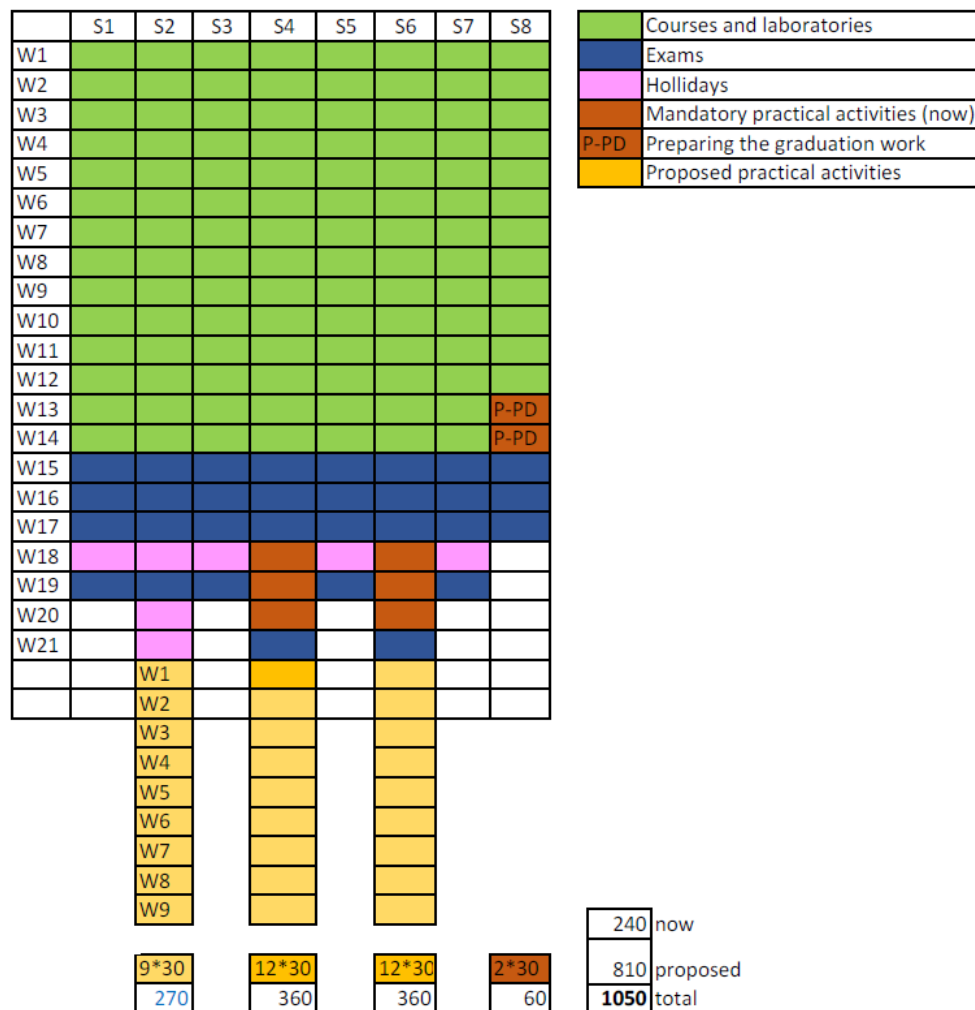 S1 S2 S3 S4 S5 S6 S7 S8
W1
W2
W3
W4
W5
W6
W7
W8
W9
W10
W11
W12
W13 P-PD
W14 P-PD
W15
W16
W17
W18
W19
W20
W21
W1
W2
W3
W4
W5
W6
W7
W8
W9
9*30 12*30 12*30 2*30
270 360 360 60
Courses and laboratories
Exams
Hollidays
Mandatory practical activities (now)
P-PD Preparing the graduation work
Proposed practical activities
240 now
810 proposed
1050 total